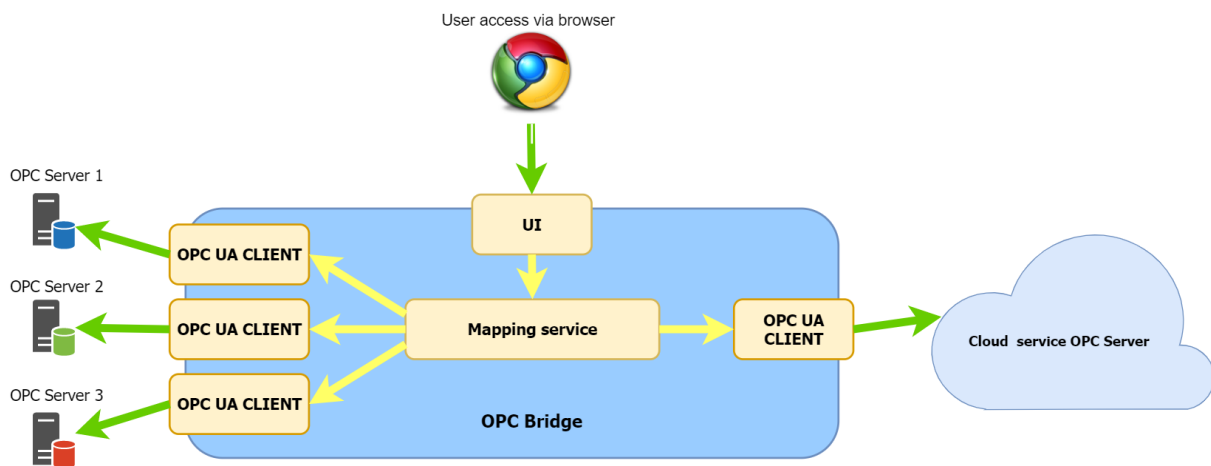 User access via browser
OPC Server 1
UI
OPC UA CLIENT
OPC Server 2
OPC UA CLIENT
Mapping service
OPC UA
CLIENT
Cloud  service OPC Server
OPC Server 3
OPC UA CLIENT
OPC Bridge